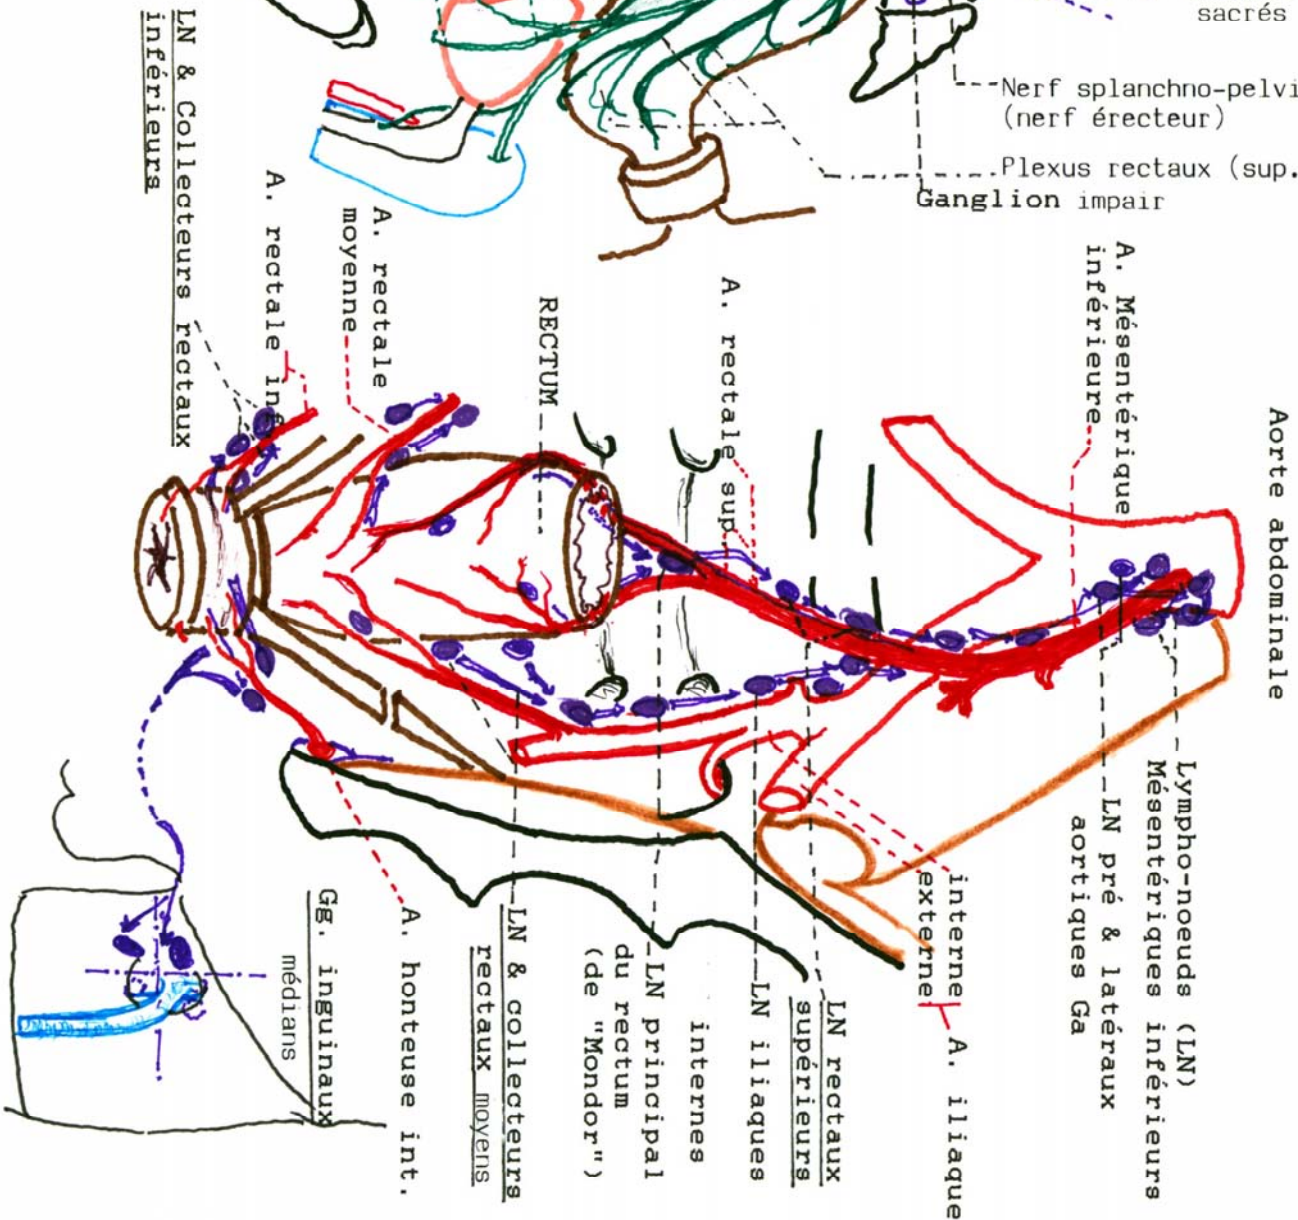 sacrés
Nerf splanchno-pelvi
(nerf érecteur)
Plexus rectaux (sup.
Ganglion impair
Aorte abdominale
A. Mésentérique
inférieure
A. rectale sup.
RECTUM
A. rectale
moyenne
A. rectale inf.
LN & Collecteurs rectaux
inférieurs
Lympho-noeuds (LN)
Mésentériques inférieurs
LN pré & latéraux
aortiques Ga
A. iliaque
interne
externe
LN rectaux
supérieurs
LN iliaques
internes
LN principal
du rectum
(de "Mondor")
LN & collecteurs
rectaux moyens
A. honteuse int.
Gg. inguinaux
médians